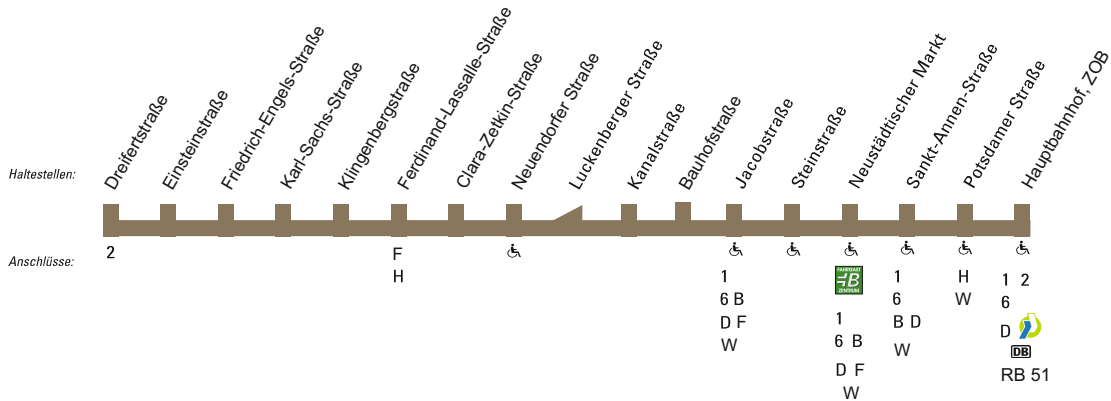 Haltestellen:
Dreifertstraße
Einsteinstraße
Friedrich-Engels-Straße
Karl-Sachs-Straße
Klingenbergstraße
Ferdinand-Lassalle-Straße
Clara-Zetkin-Straße
Neuendorfer Straße
Luckenberger Straße
Kanalstraße
Bauhofstraße
Jacobstraße
Steinstraße
Neustädtischer Markt
Sankt-Annen-Straße
Potsdamer Straße
Hauptbahnhof, ZOB
Anschlüsse:
2
F
H
1
6 B
D F
W
FAHRGAST
B
ZENTRUM
1
6 B
D F
W
1
6
B D
W
H
W
1 2
6
D
DB
RB 51